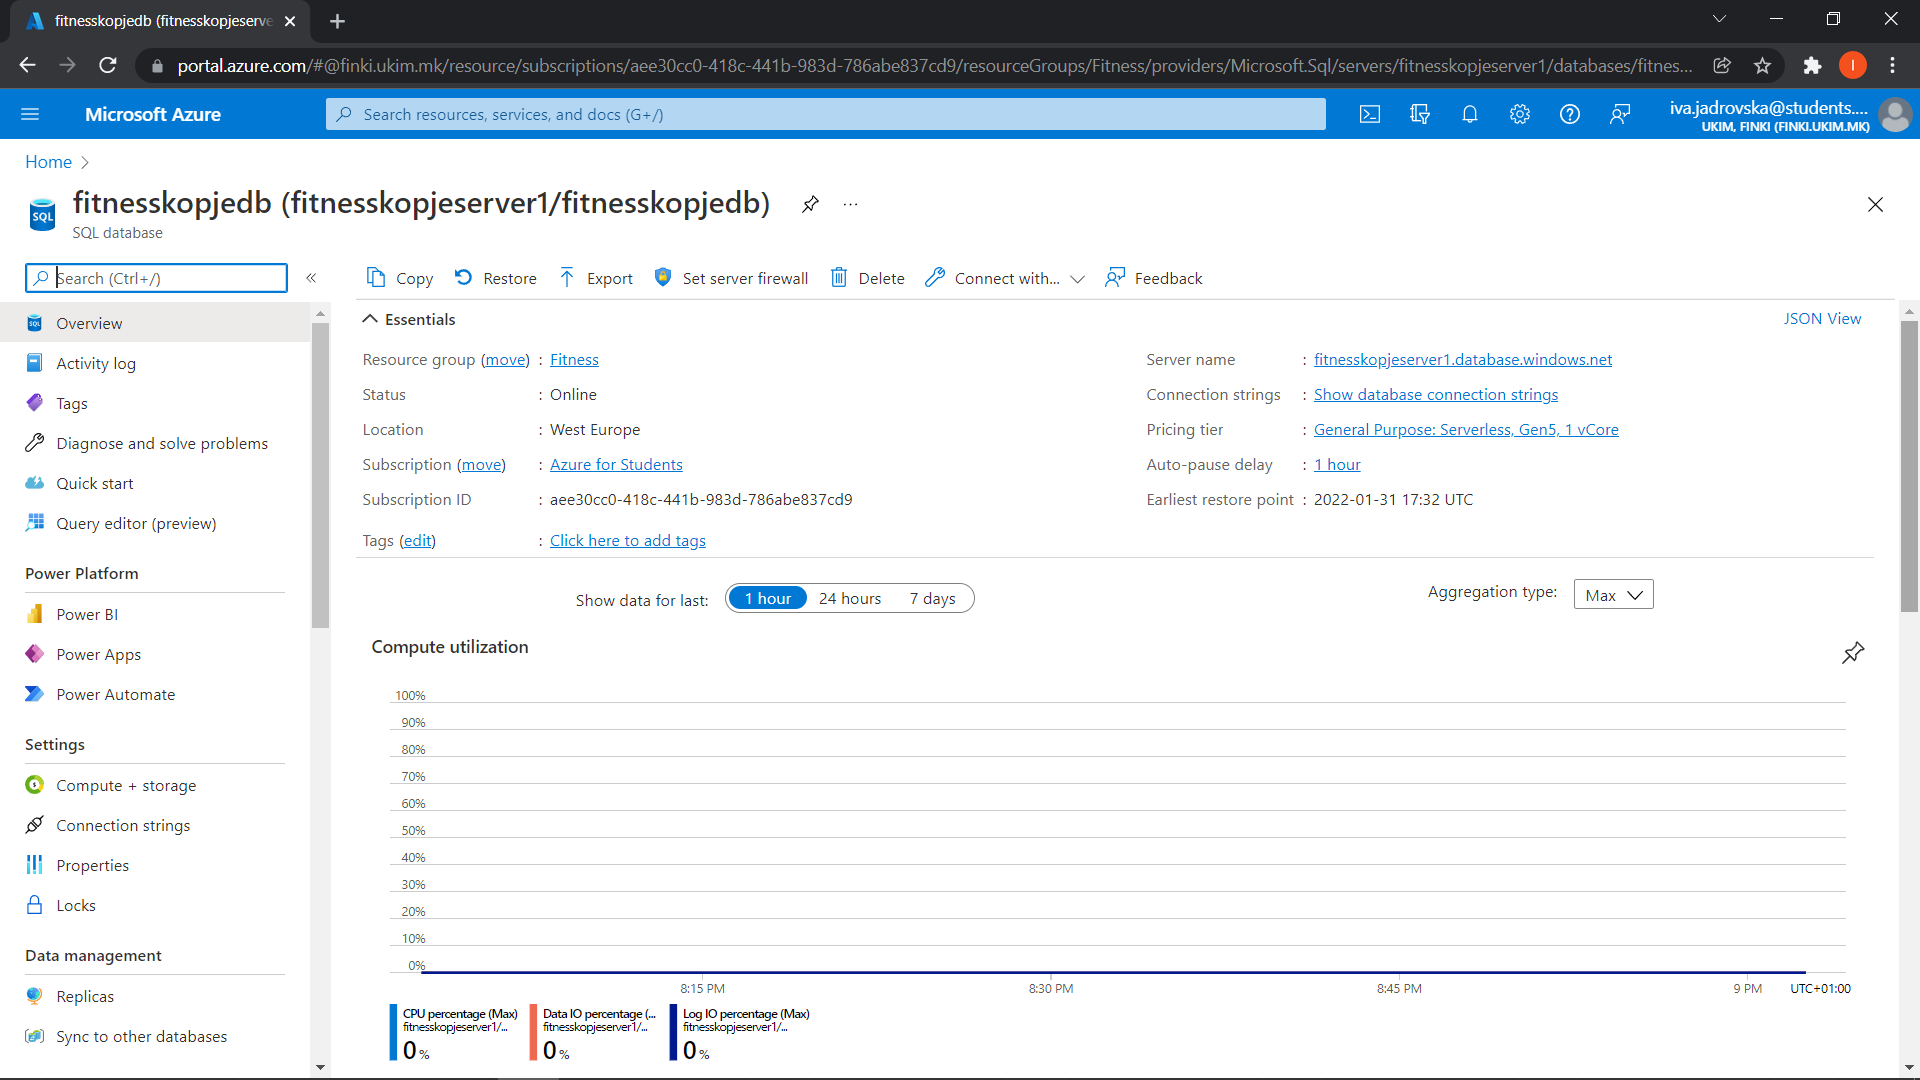 fitnesskopjedb (fitnesskopjeserve
portal.azure.com/#@finki.ukim.mk/resource/subscriptions/aee30cc0-418c-441b-983d-786abe837cd9/resourceGroups/Fitness/providers/Microsoft.Sql/servers/fitnesskopjeserver1/databases/fitnes...
I
Microsoft Azure
Search resources, services, and docs (G+/)
iva.jadrovska@students....
UKIM, FINKI (FINKI.UKIM.MK)
Home
fitnesskopjedb (fitnesskopjeserver1/fitnesskopjedb)
...
SQL
SQL database
Search (Ctrl+/)
«
Copy
Restore
Export
Set server firewall
Delete
Connect with...
Feedback
Overview
Activity log
Tags
Diagnose and solve problems
Quick start
Query editor (preview)
Power Platform
Power BI
Power Apps
Power Automate
Settings
Compute + storage
Connection strings
Properties
Locks
Data management
Replicas
Sync to other databases
Essentials
JSON View
Resource group (move) : Fitness
Status : Online
Location : West Europe
Subscription (move) : Azure for Students
Subscription ID : aee30cc0-418c-441b-983d-786abe837cd9
Tags (edit) : Click here to add tags
Server name : fitnesskopjeserver1.database.windows.net
Connection strings : Show database connection strings
Pricing tier : General Purpose: Serverless, Gen5, 1 vCore
Auto-pause delay : 1 hour
Earliest restore point : 2022-01-31 17:32 UTC
Show data for last: 1 hour 24 hours 7 days
Aggregation type: Max
Compute utilization
100%
90%
80%
70%
60%
50%
40%
30%
20%
10%
0%
8:15 PM 8:30 PM 8:45 PM 9 PM UTC+01:00
CPU percentage (Max)
fitnesskopjeserver1/...
0 %
Data IO percentage (...
fitnesskopjeserver1/...
0 %
Log IO percentage (Max)
fitnesskopjeserver1/...
0 %